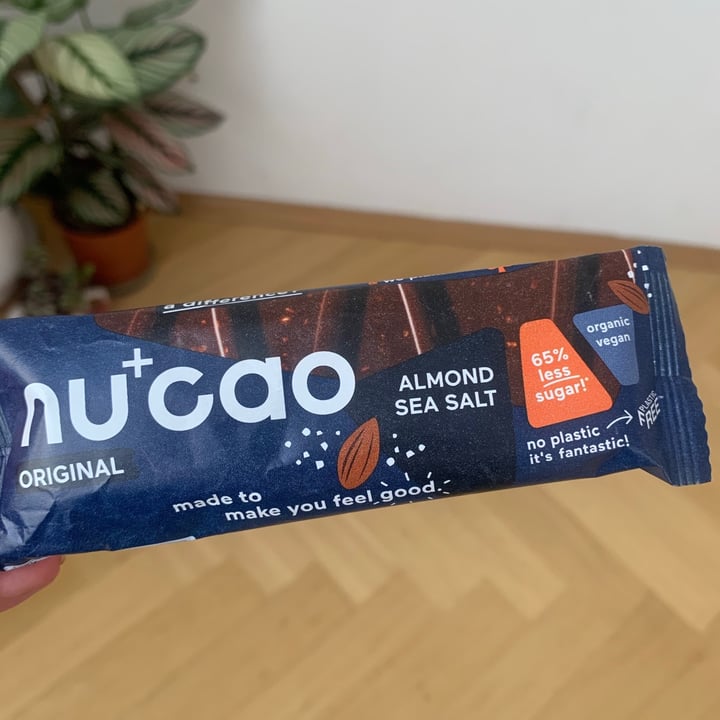 a difference!
nu+cao
ORIGINAL
ALMOND
SEA SALT
made to
make you feel good.
65%
less
sugar!*
organic
vegan
no plastic
it's fantastic!
PLASTIC
FREE